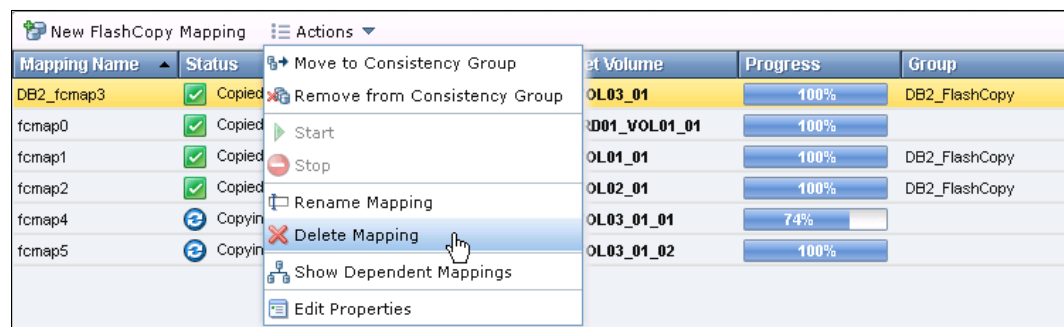 New FlashCopy Mapping Actions
Mapping Name Status et Volume Progress Group
Move to Consistency Group
DB2_fcmap3 Copied OL03_01 100% DB2_FlashCopy
Remove from Consistency Group
fcmap0 Copied RD01_VOL01_01 100%
Start
fcmap1 Copied OL01_01 100% DB2_FlashCopy
Stop
fcmap2 Copied OL02_01 100% DB2_FlashCopy
Rename Mapping
fcmap4 Copyin OL03_01_01 74%
Delete Mapping
fcmap5 Copyin OL03_01_02 100%
Show Dependent Mappings
Edit Properties